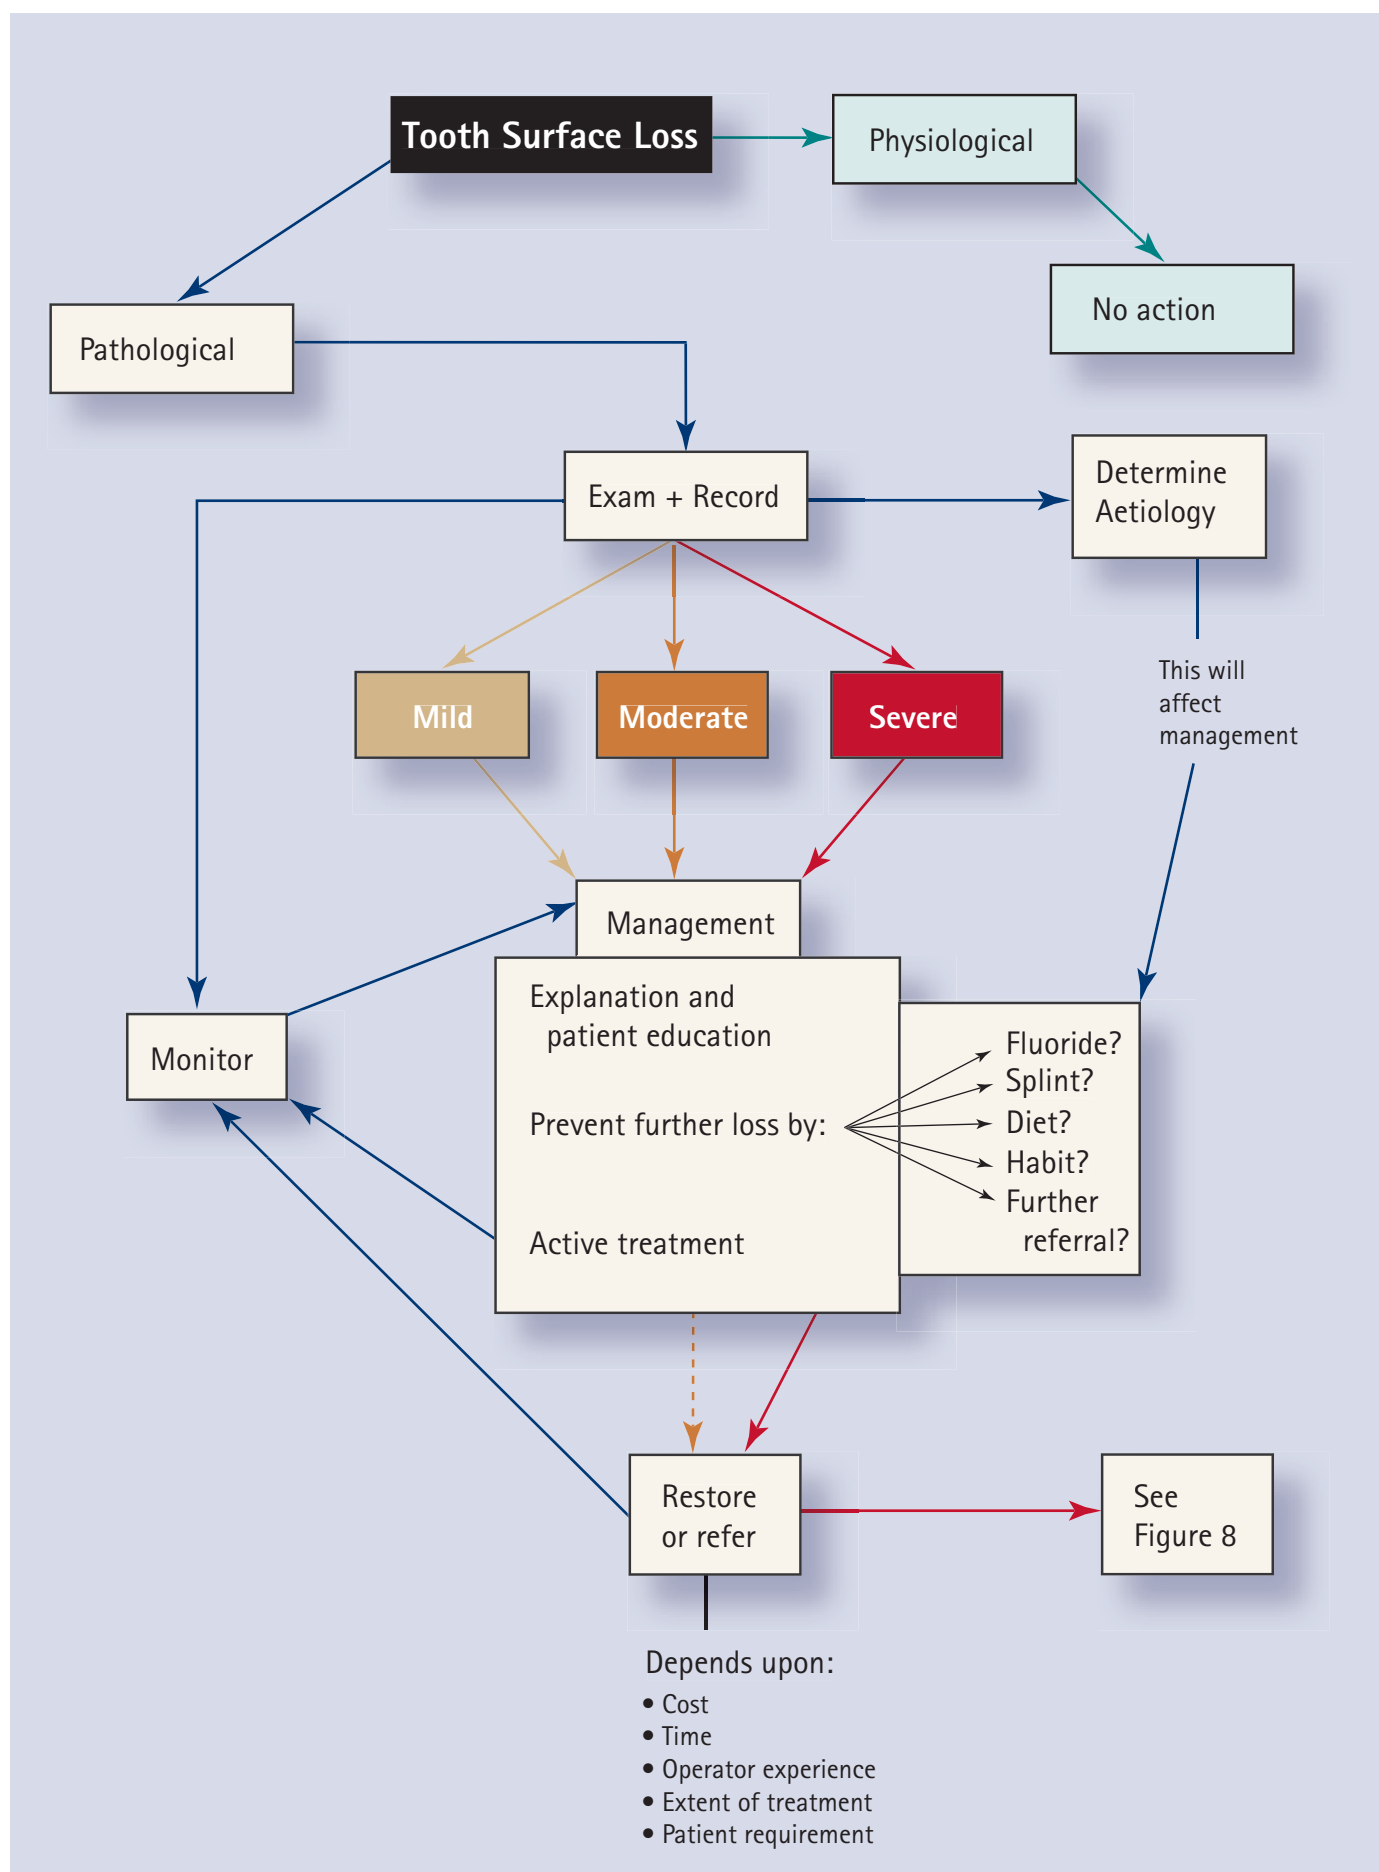 Tooth Surface Loss
Physiological
No action
Pathological
Exam + Record
Determine
Aetiology
This will
affect
management
Mild
Moderate
Severe
Management
Explanation and
patient education
Prevent further loss by:
Fluoride?
Splint?
Diet?
Habit?
Further
referral?
Active treatment
Monitor
Restore
or refer
See
Figure 8
Depends upon:
• Cost
• Time
• Operator experience
• Extent of treatment
• Patient requirement